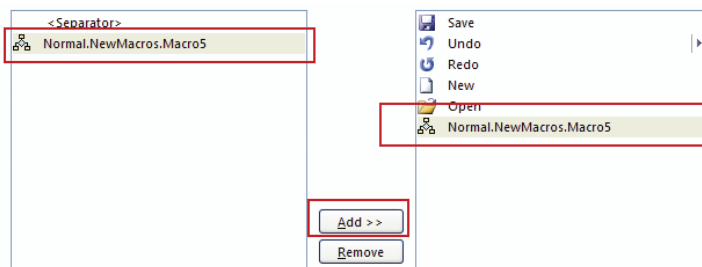 <Separator>
Normal.NewMacros.Macro5
Save
Undo
Redo
New
Open
Normal.NewMacros.Macro5
Add >>
Remove